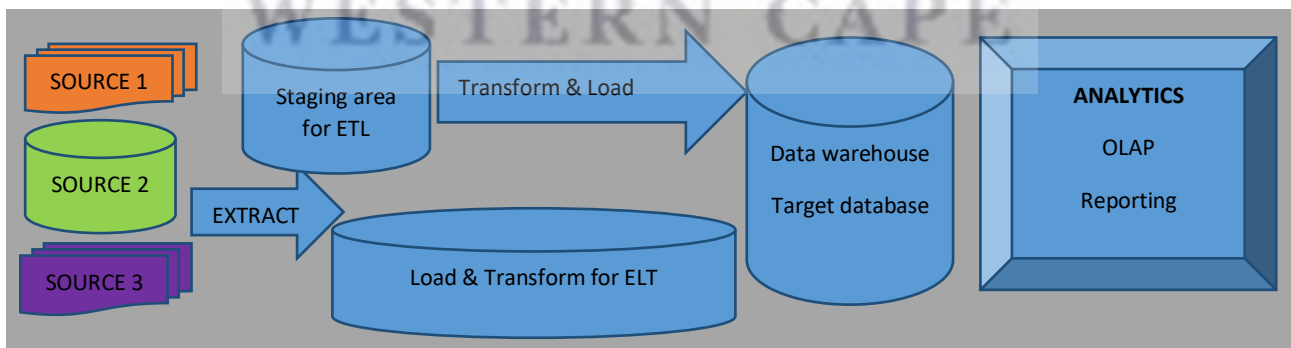 WESTERN CAPE
SOURCE 1
SOURCE 2
SOURCE 3
EXTRACT
Staging area
for ETL
Transform & Load
Load & Transform for ELT
Data warehouse
Target database
ANALYTICS
OLAP
Reporting